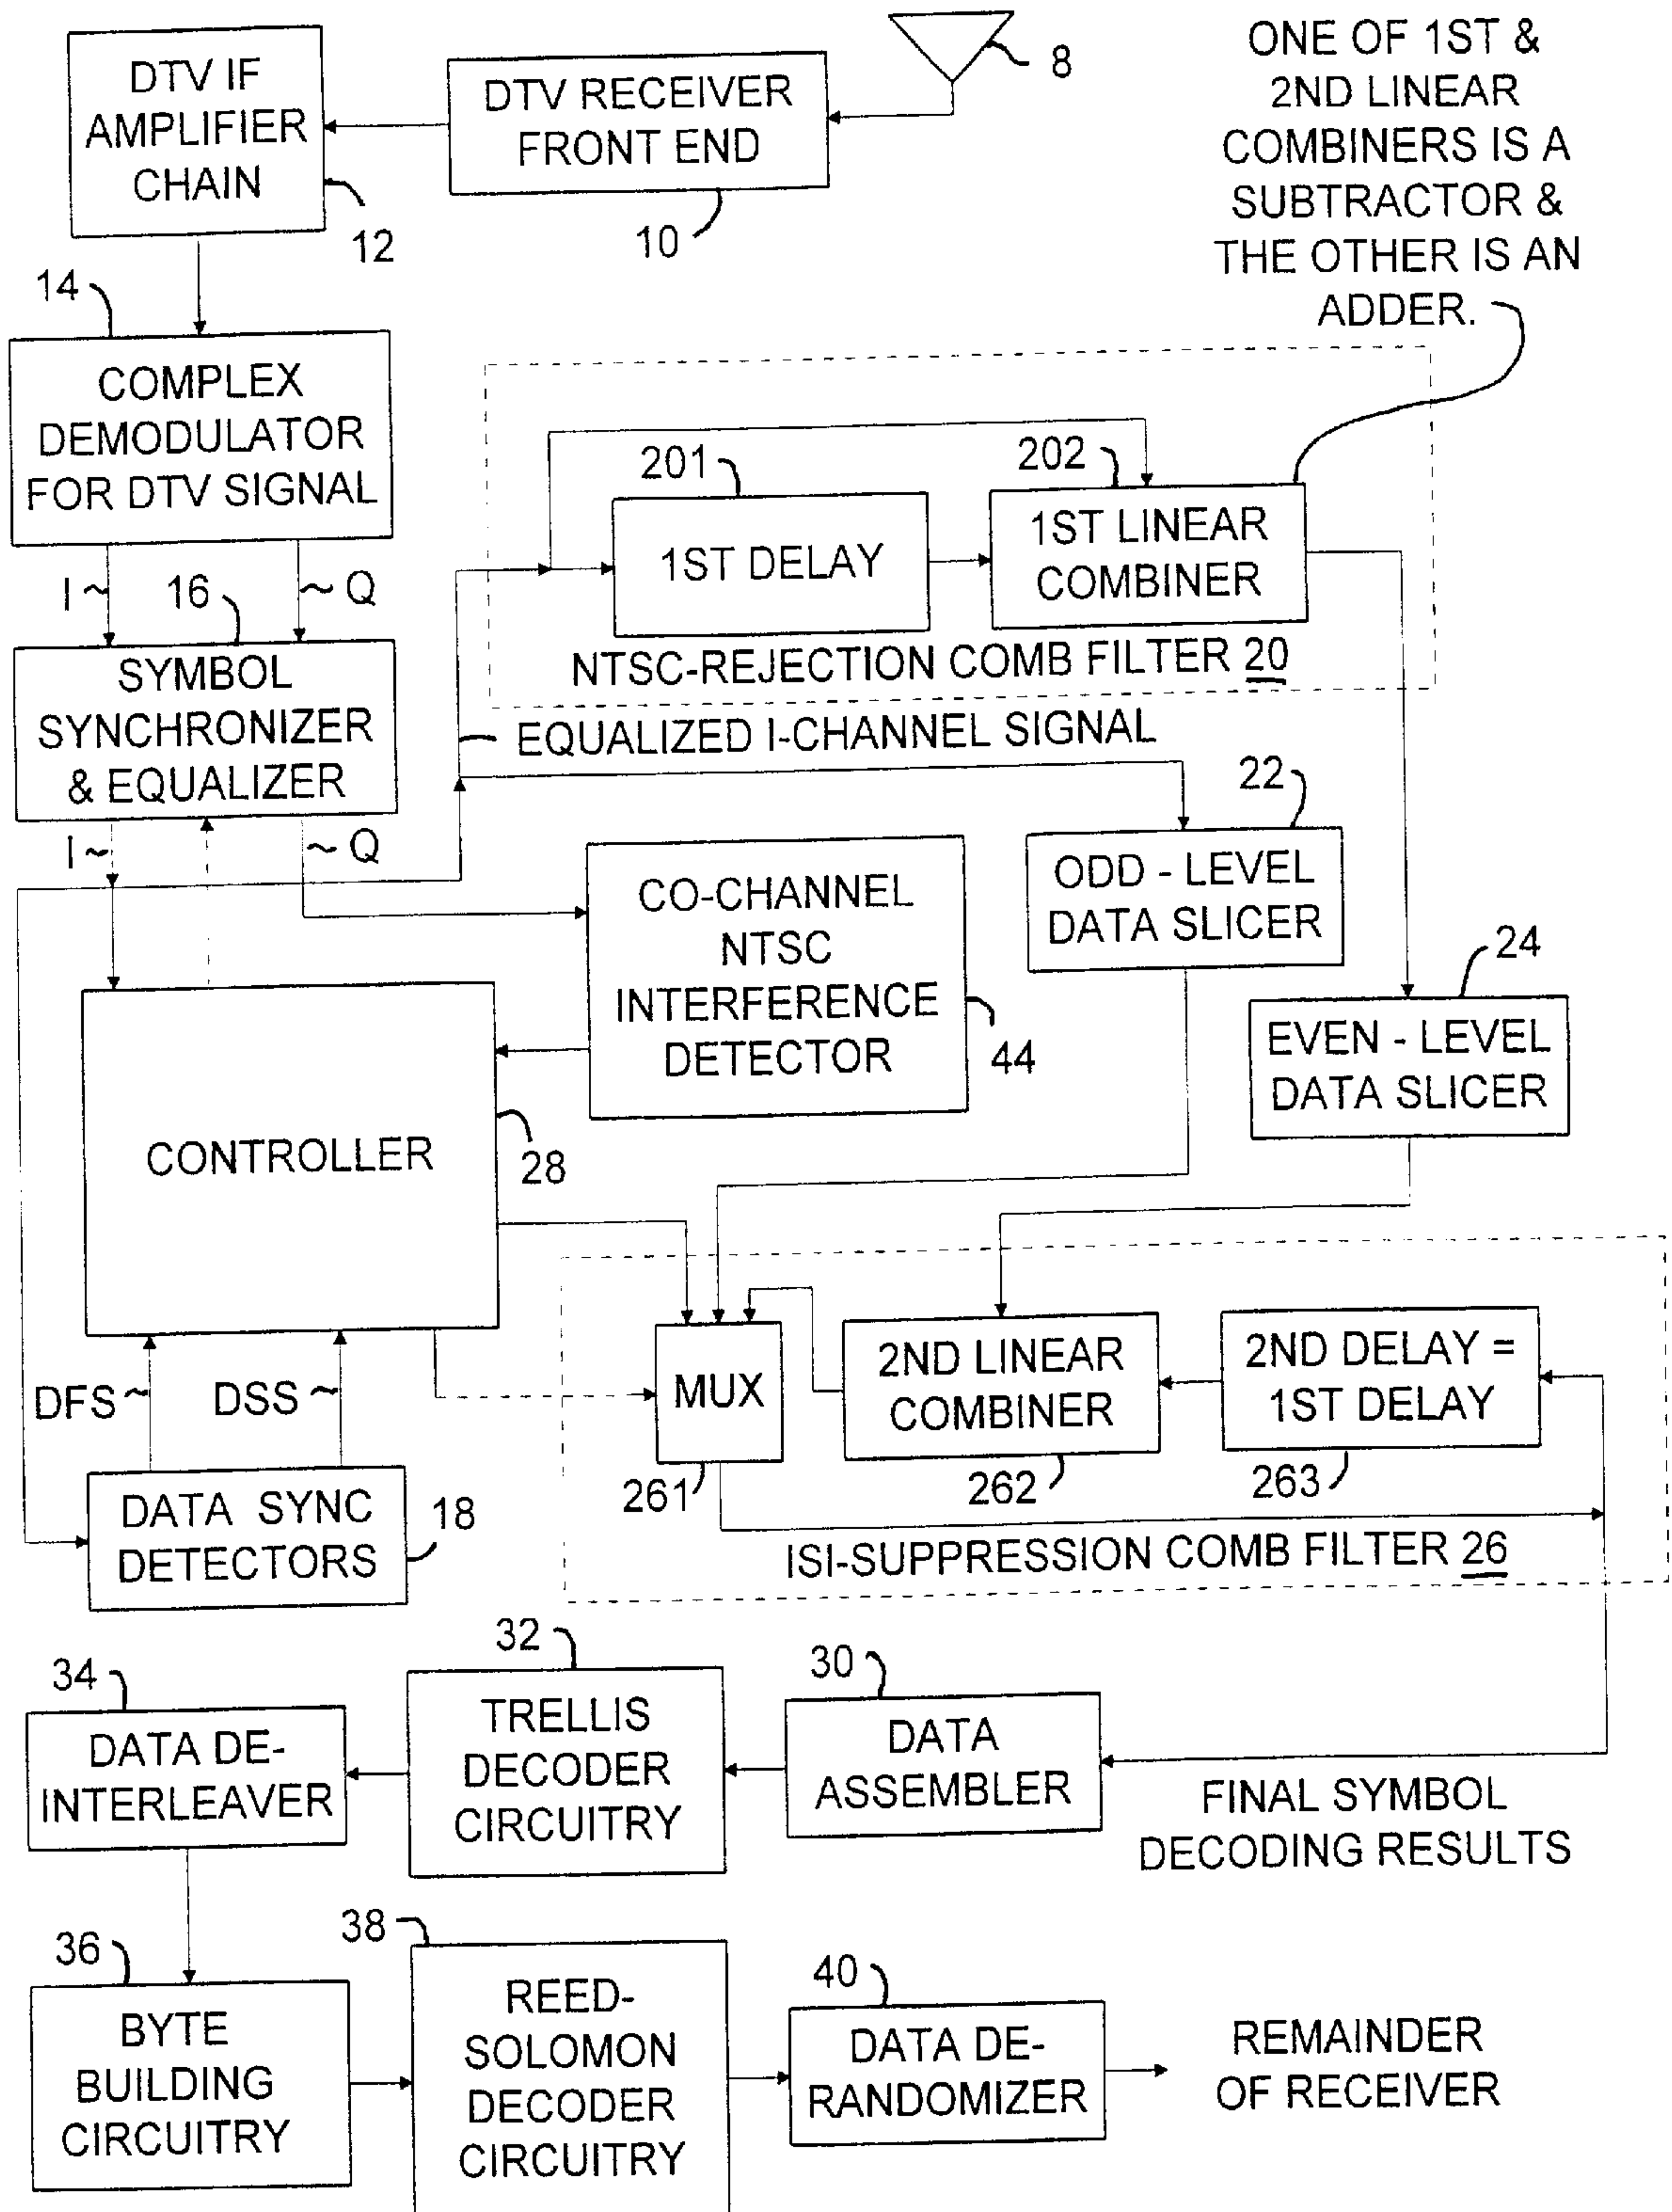 DTV IF
AMPLIFIER
CHAIN
12
DTV RECEIVER
FRONT END
10
8
ONE OF 1ST &
2ND LINEAR
COMBINERS IS A
SUBTRACTOR &
THE OTHER IS AN
ADDER.
14
COMPLEX
DEMODULATOR
FOR DTV SIGNAL
I
Q
16
SYMBOL
SYNCHRONIZER
& EQUALIZER
I
Q
201
1ST DELAY
202
1ST LINEAR
COMBINER
NTSC-REJECTION COMB FILTER 20
EQUALIZED I-CHANNEL SIGNAL
22
ODD - LEVEL
DATA SLICER
24
EVEN - LEVEL
DATA SLICER
CO-CHANNEL
NTSC
INTERFERENCE
DETECTOR
44
CONTROLLER
28
DFS
DSS
DATA SYNC
DETECTORS
18
MUX
261
2ND LINEAR
COMBINER
262
2ND DELAY =
1ST DELAY
263
ISI-SUPPRESSION COMB FILTER 26
34
DATA DE-
INTERLEAVER
32
TRELLIS
DECODER
CIRCUITRY
30
DATA
ASSEMBLER
FINAL SYMBOL
DECODING RESULTS
36
BYTE
BUILDING
CIRCUITRY
38
REED-
SOLOMON
DECODER
CIRCUITRY
40
DATA DE-
RANDOMIZER
REMAINDER
OF RECEIVER